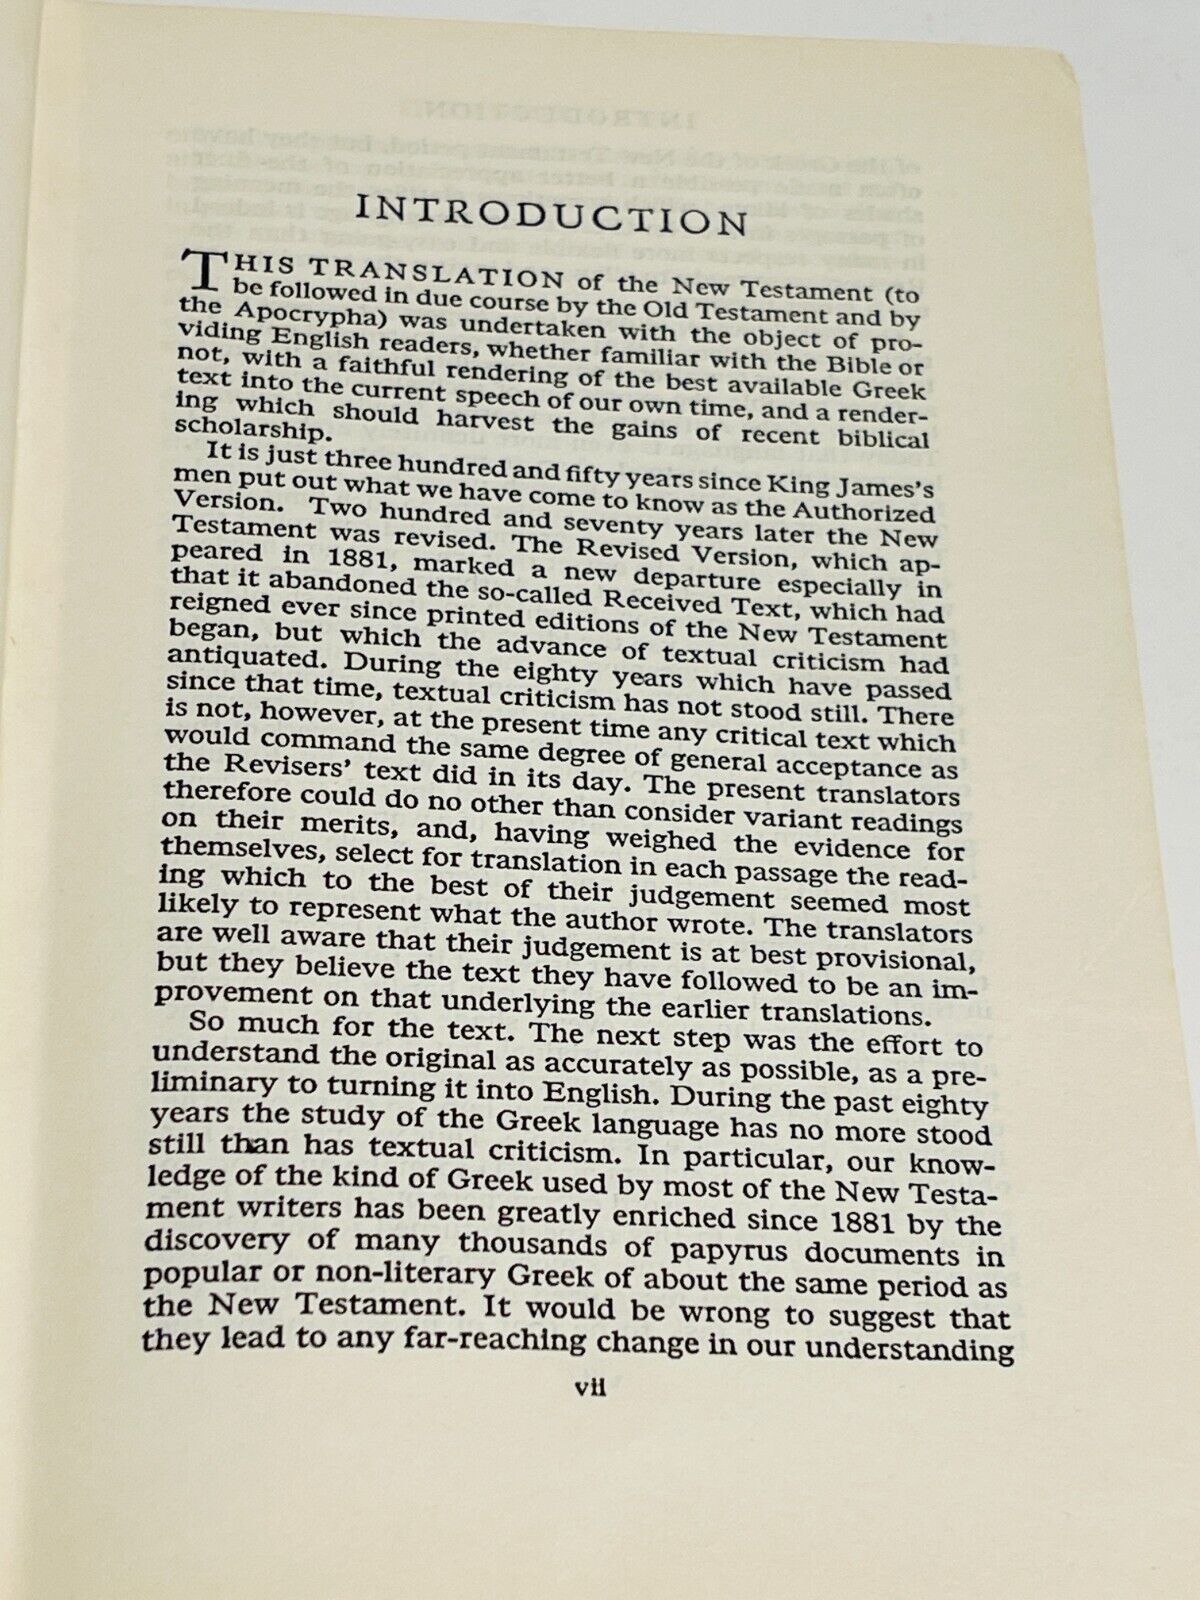 INTRODUCTION
THIS TRANSLATION of the New Testament (to
be followed in due course by the Old Testament and by
the Apocrypha) was undertaken with the object of pro-
viding English readers, whether familiar with the Bible or
not, with a faithful rendering of the best available Greek
text into the current speech of our own time, and a render-
ing which should harvest the gains of recent biblical
scholarship.
It is just three hundred and fifty years since King James's
men put out what we have come to know as the Authorized
Version. Two hundred and seventy years later the New
Testament was revised. The Revised Version, which ap-
peared in 1881, marked a new departure especially in
that it abandoned the so-called Received Text, which had
reigned ever since printed editions of the New Testament
began, but which the advance of textual criticism had
antiquated. During the eighty years which have passed
since that time, textual criticism has not stood still. There
is not, however, at the present time any critical text which
would command the same degree of general acceptance as
the Revisers' text did in its day. The present translators
therefore could do no other than consider variant readings
on their merits, and, having weighed the evidence for
themselves, select for translation in each passage the read-
ing which to the best of their judgement seemed most
likely to represent what the author wrote. The translators
are well aware that their judgement is at best provisional,
but they believe the text they have followed to be an im-
provement on that underlying the earlier translations.
So much for the text. The next step was the effort to
understand the original as accurately as possible, as a pre-
liminary to turning it into English. During the past eighty
years the study of the Greek language has no more stood
still than has textual criticism. In particular, our know-
ledge of the kind of Greek used by most of the New Testa-
ment writers has been greatly enriched since 1881 by the
discovery of many thousands of papyrus documents in
popular or non-literary Greek of about the same period as
the New Testament. It would be wrong to suggest that
they lead to any far-reaching change in our understanding
vii